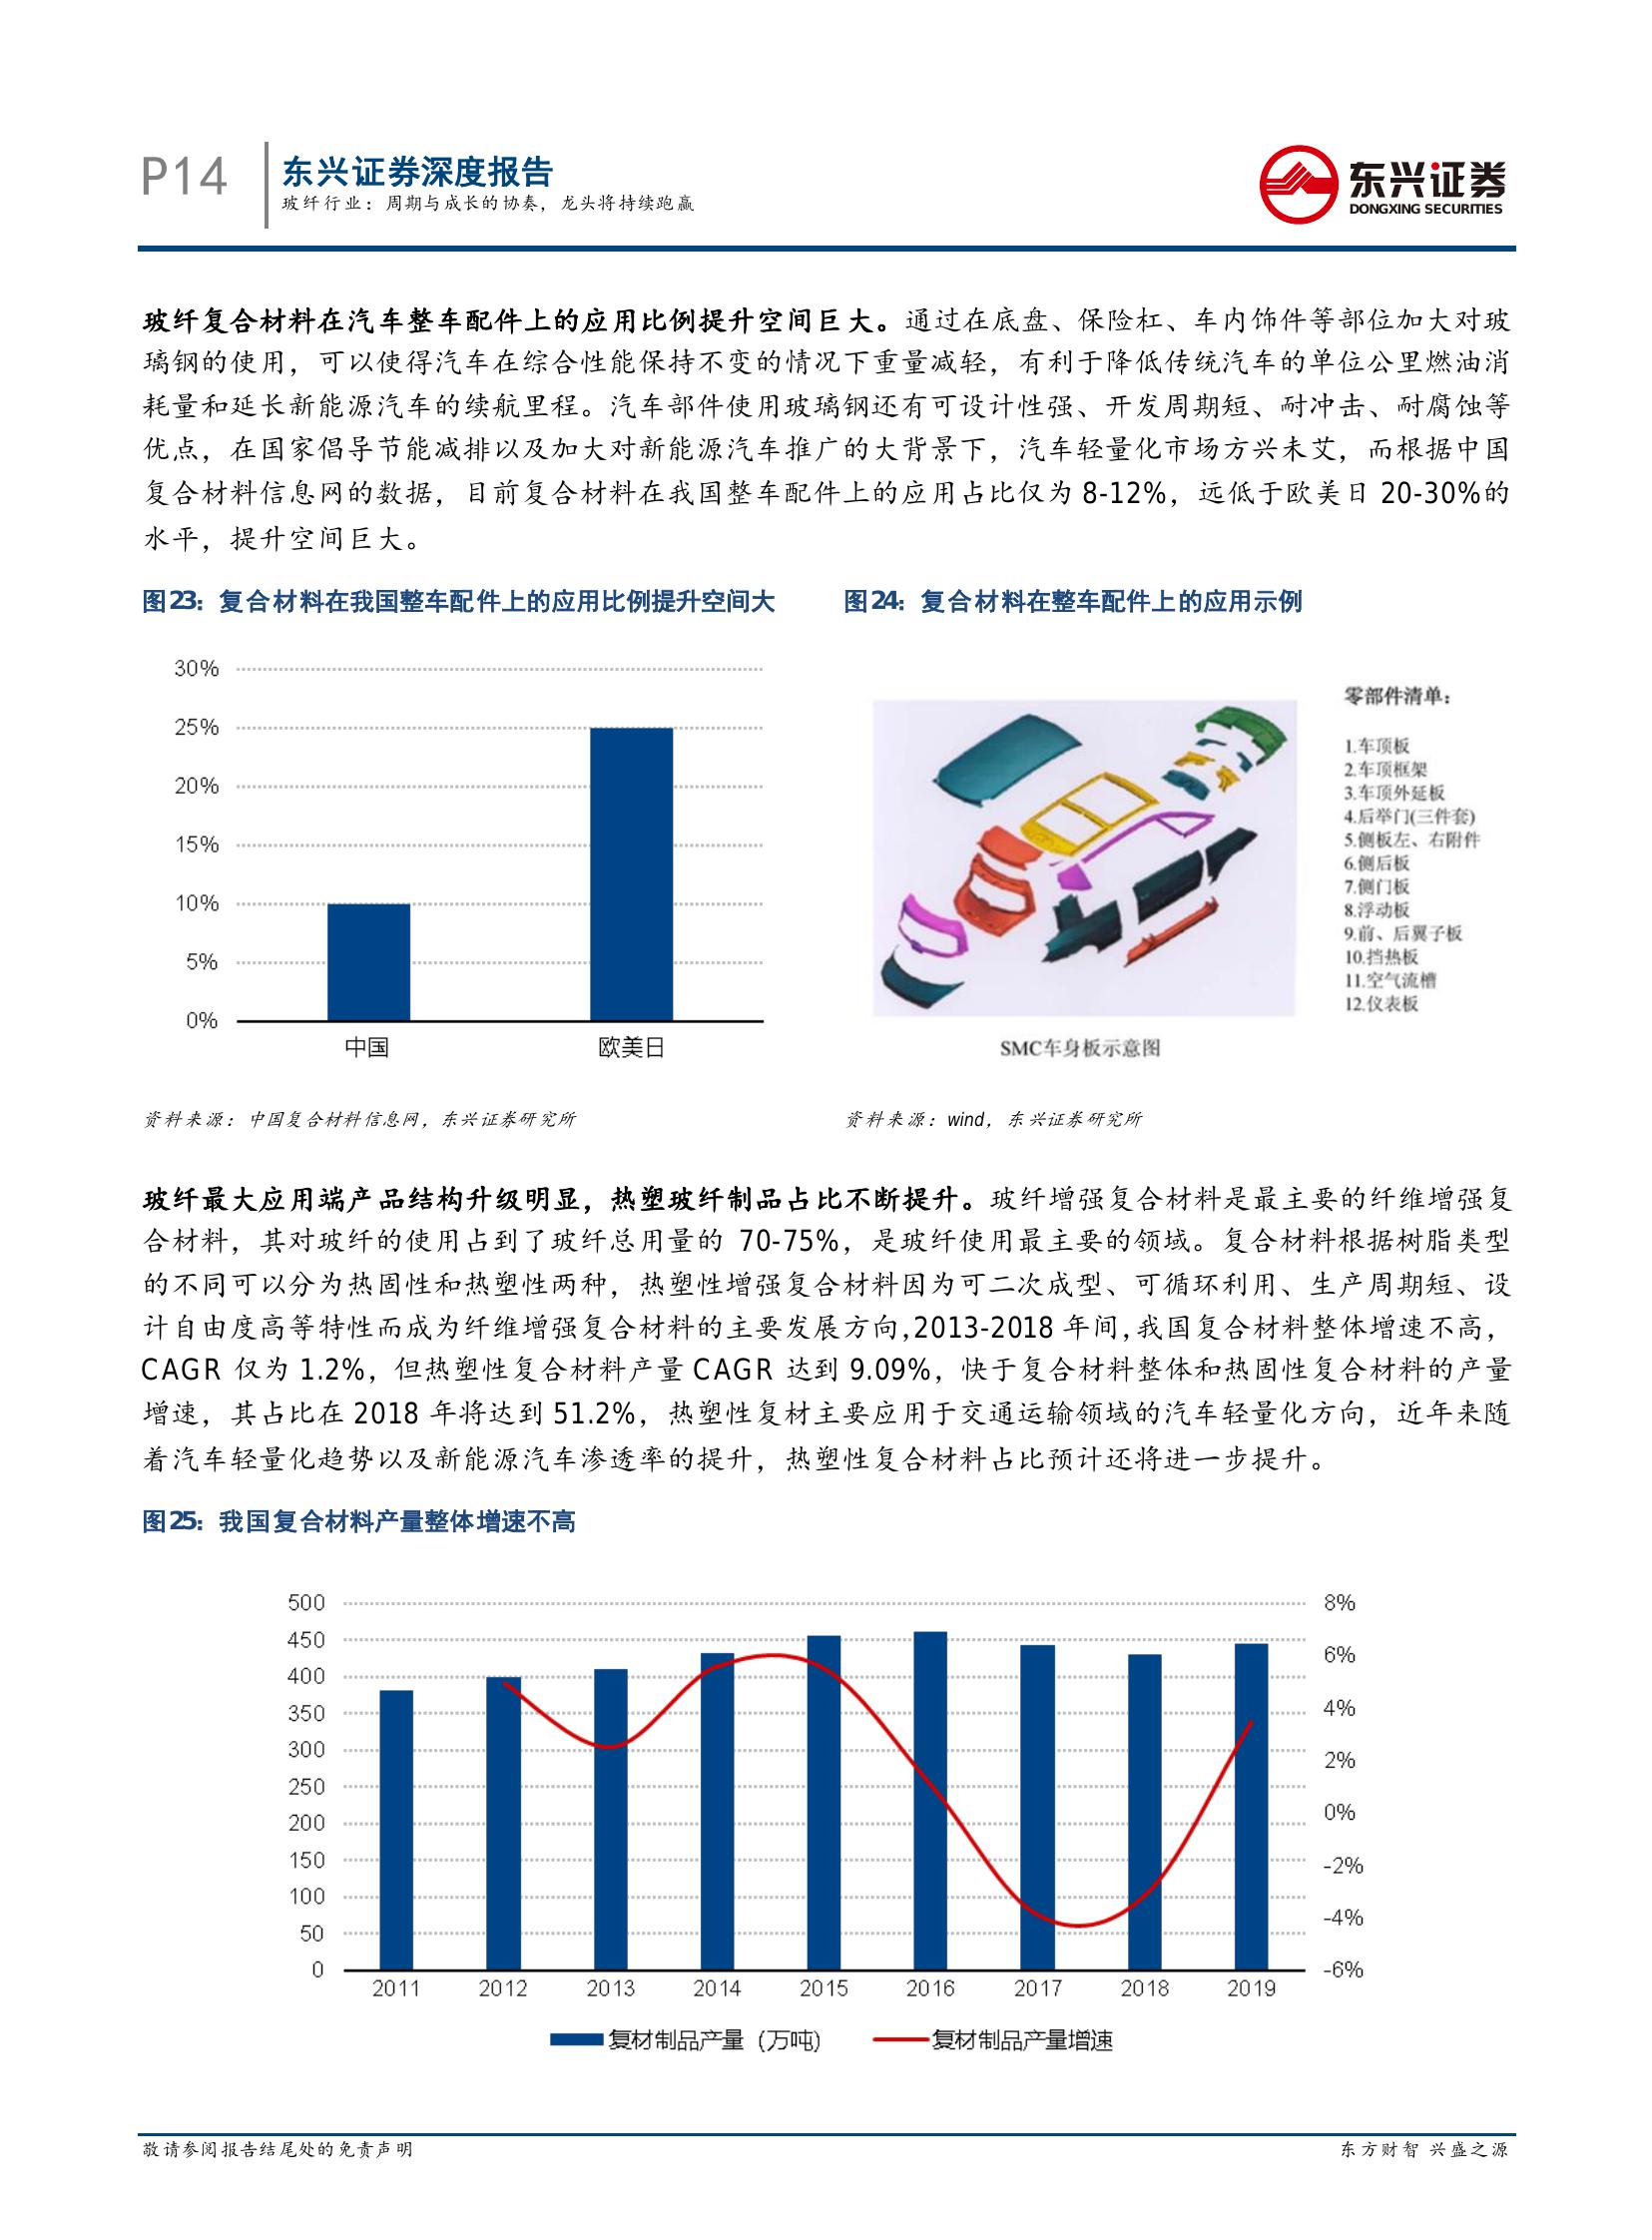 P14
东兴证券深度报告
玻纤行业：周期与成长的协奏，龙头将持续跑赢
东兴证券
DONGXING SECURITIES
玻纤复合材料在汽车整车配件上的应用比例提升空间巨大。通过在底盘、保险杠、车内饰件等部位加大对玻
璃钢的使用，可以使得汽车在综合性能保持不变的情况下重量减轻，有利于降低传统汽车的单位公里燃油消
耗量和延长新能源汽车的续航里程。汽车部件使用玻璃钢还有可设计性强、开发周期短、耐冲击、耐腐蚀等
优点，在国家倡导节能减排以及加大对新能源汽车推广的大背景下，汽车轻量化市场方兴未艾，而根据中国
复合材料信息网的数据，目前复合材料在我国整车配件上的应用占比仅为 8-12%，远低于欧美日 20-30%的
水平，提升空间巨大。
图23：复合材料在我国整车配件上的应用比例提升空间大
30%
25%
20%
15%
10%
5%
0%
中国 欧美日
资料来源：中国复合材料信息网，东兴证券研究所
图24：复合材料在整车配件上的应用示例
零部件清单：
1.车顶板
2.车顶框架
3.车顶外延板
4.后举门(三件套)
5.侧板左、右附件
6.侧后板
7.侧门板
8.浮动板
9.前、后翼子板
10.挡热板
11.空气流槽
12.仪表板
SMC车身板示意图
资料来源：wind，东兴证券研究所
玻纤最大应用端产品结构升级明显，热塑玻纤制品占比不断提升。玻纤增强复合材料是最主要的纤维增强复
合材料，其对玻纤的使用占到了玻纤总用量的 70-75%，是玻纤使用最主要的领域。复合材料根据树脂类型
的不同可以分为热固性和热塑性两种，热塑性增强复合材料因为可二次成型、可循环利用、生产周期短、设
计自由度高等特性而成为纤维增强复合材料的主要发展方向,2013-2018 年间,我国复合材料整体增速不高，
CAGR 仅为 1.2%，但热塑性复合材料产量 CAGR 达到 9.09%，快于复合材料整体和热固性复合材料的产量
增速，其占比在 2018 年将达到 51.2%，热塑性复材主要应用于交通运输领域的汽车轻量化方向，近年来随
着汽车轻量化趋势以及新能源汽车渗透率的提升，热塑性复合材料占比预计还将进一步提升。
图25：我国复合材料产量整体增速不高
500
450
400
350
300
250
200
150
100
50
0
8%
6%
4%
2%
0%
-2%
-4%
-6%
2011 2012 2013 2014 2015 2016 2017 2018 2019
复材制品产量（万吨） 复材制品产量增速
敬请参阅报告结尾处的免责声明
东方财智 兴盛之源